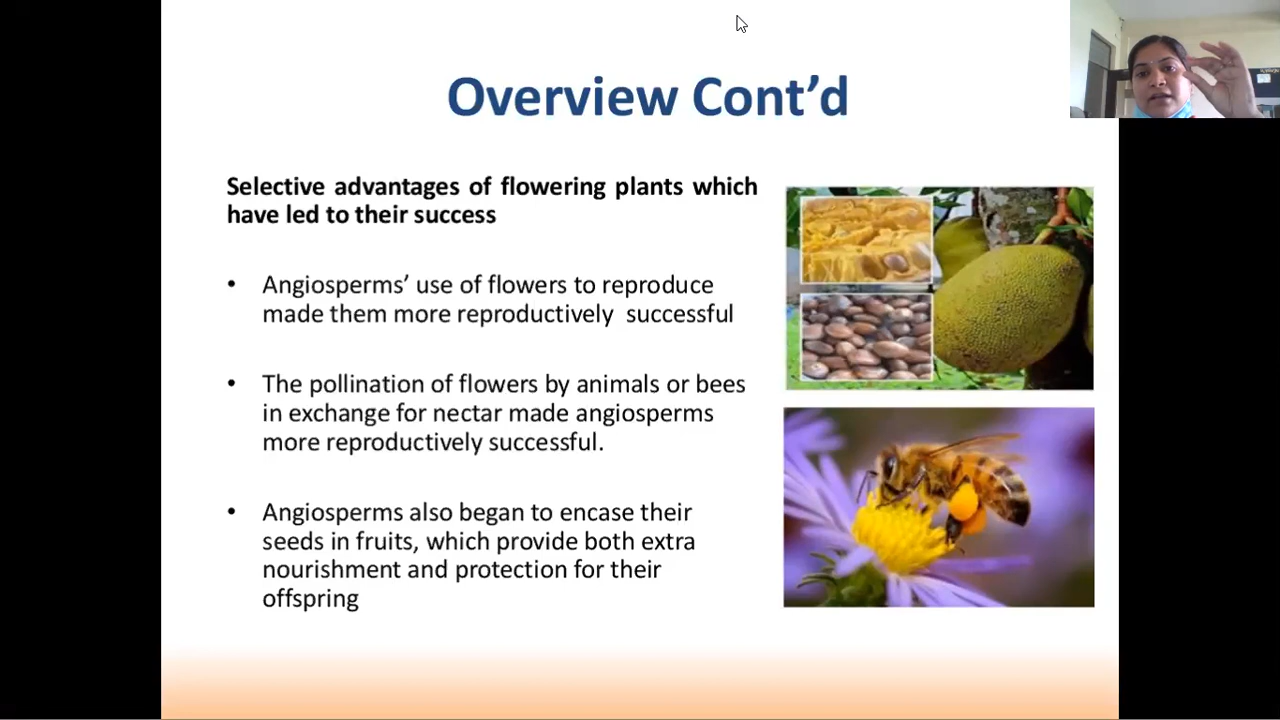 Overview Cont’d
Selective advantages of flowering plants which
have led to their success
• Angiosperms’ use of flowers to reproduce
made them more reproductively successful
• The pollination of flowers by animals or bees
in exchange for nectar made angiosperms
more reproductively successful.
• Angiosperms also began to encase their
seeds in fruits, which provide both extra
nourishment and protection for their
offspring